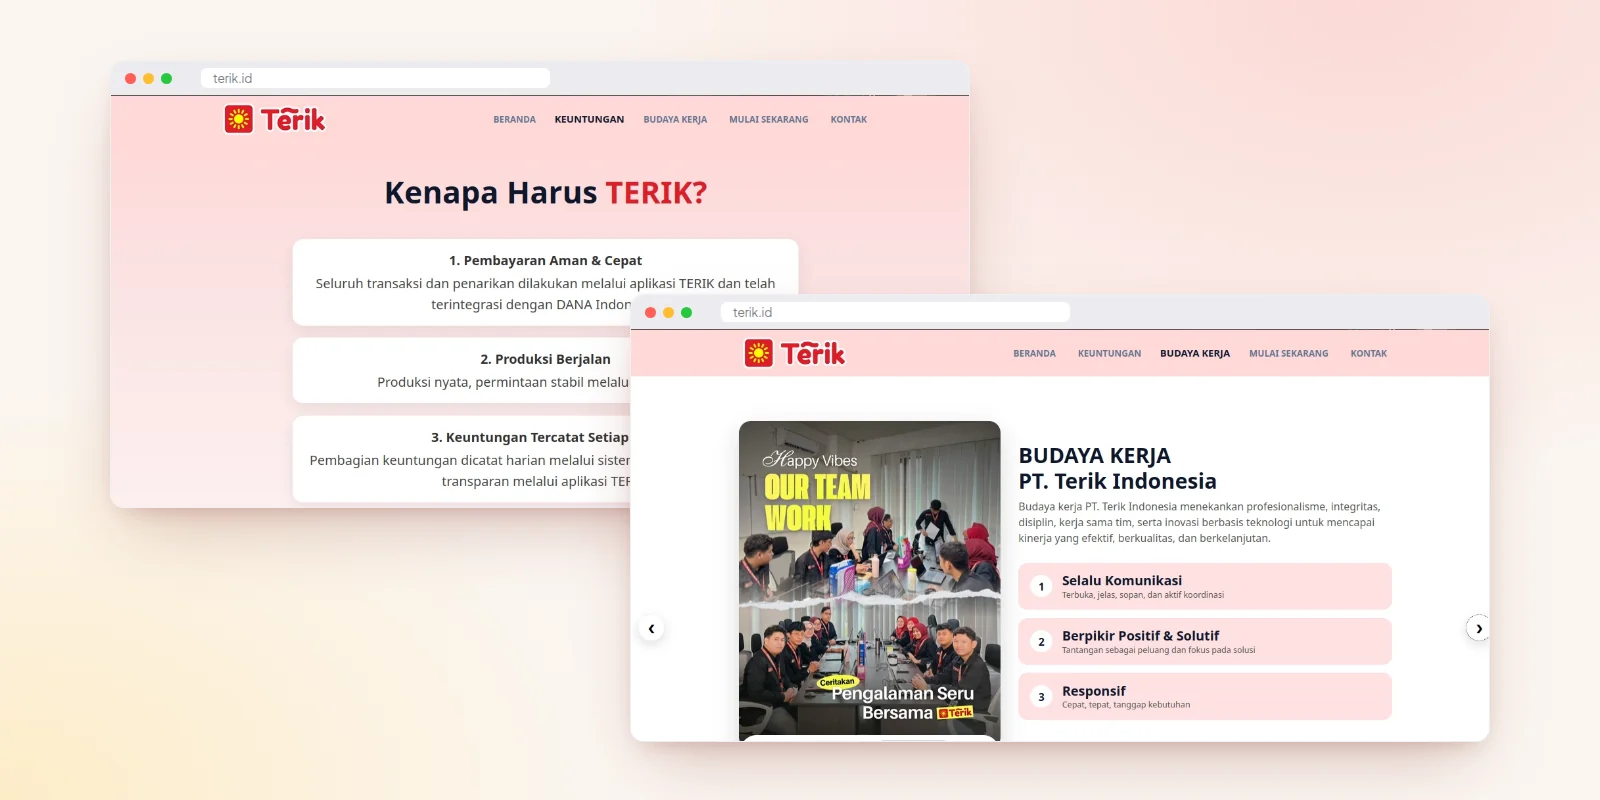 terik.id
Terik
BERANDA KEUNTUNGAN BUDAYA KERJA MULAI SEKARANG KONTAK
Kenapa Harus TERIK?
1. Pembayaran Aman & Cepat
Seluruh transaksi dan penarikan dilakukan melalui aplikasi TERIK dan telah
terintegrasi dengan DANA Indon
2. Produksi Berjalan
Produksi nyata, permintaan stabil melalu
3. Keuntungan Tercatat Setiap
Pembagian keuntungan dicatat harian melalui sister
transparan melalui aplikasi TER
terik.id
Terik
BERANDA KEUNTUNGAN BUDAYA KERJA MULAI SEKARANG KONTAK
Happy Vibes
OUR TEAM
WORK
Ceritakan
Pengalaman Seru
Bersama Terik
BUDAYA KERJA
PT. Terik Indonesia
Budaya kerja PT. Terik Indonesia menekankan profesionalisme, integritas,
disiplin, kerja sama tim, serta inovasi berbasis teknologi untuk mencapai
kinerja yang efektif, berkualitas, dan berkelanjutan.
1 Selalu Komunikasi
Terbuka, jelas, sopan, dan aktif koordinasi
2 Berpikir Positif & Solutif
Tantangan sebagai peluang dan fokus pada solusi
3 Responsif
Cepat, tepat, tanggap kebutuhan